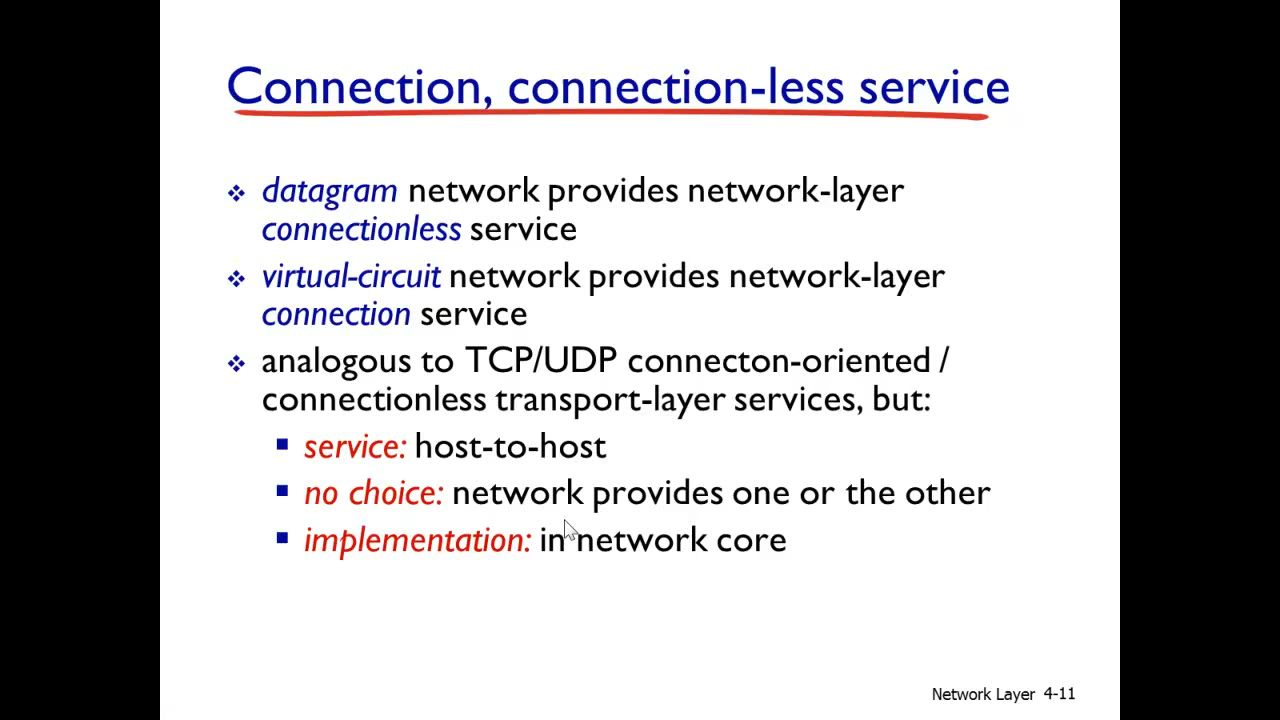 Connection, connection-less service
datagram network provides network-layer
connectionless service
virtual-circuit network provides network-layer
connection service
analogous to TCP/UDP connecton-oriented /
connectionless transport-layer services, but:
service: host-to-host
no choice: network provides one or the other
implementation: in network core
Network Layer 4-11